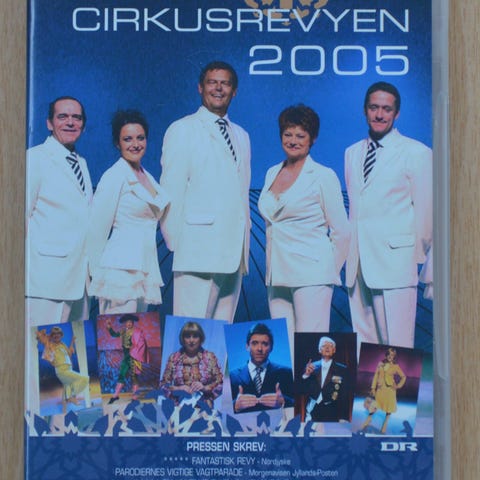 CIRKUSREVYEN
2005
PRESSEN SKREV:
***** FANTASTISK REVY - Nordjyske
PARODIERNES VIGTIGE VAGTPARADE - Morgenavisen Jyllands-Posten
DR